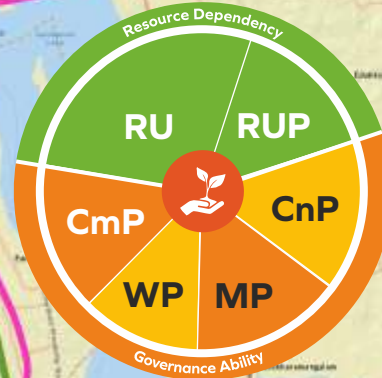 Resource Dependency
RU
RUP
CmP
CnP
WP
MP
Governance Ability